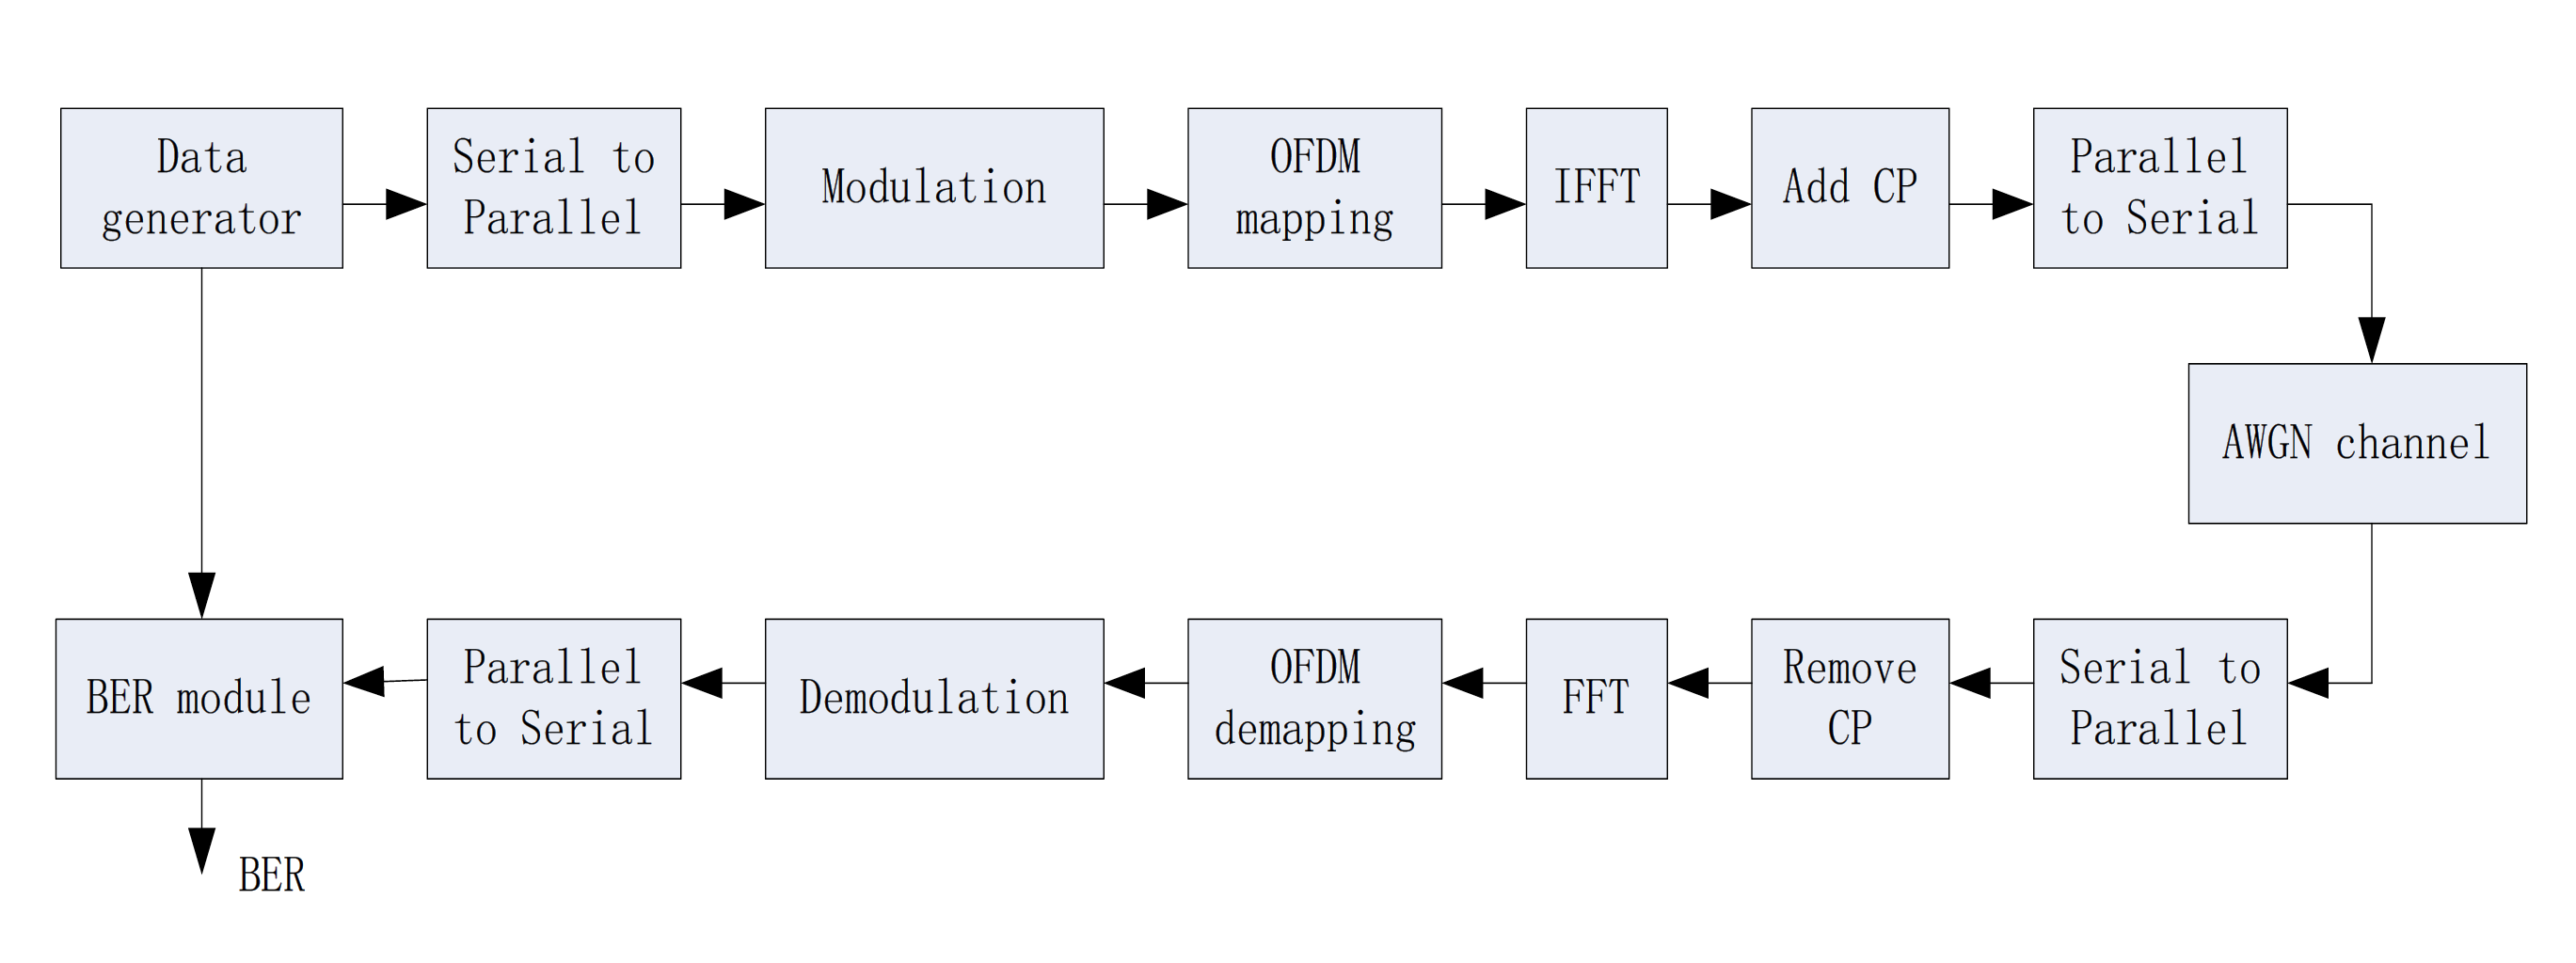 Data
generator
Serial to
Parallel
Modulation
OFDM
mapping
IFFT
Add CP
Parallel
to Serial
AWGN channel
BER module
Parallel
to Serial
Demodulation
OFDM
demapping
FFT
Remove
CP
Serial to
Parallel
BER